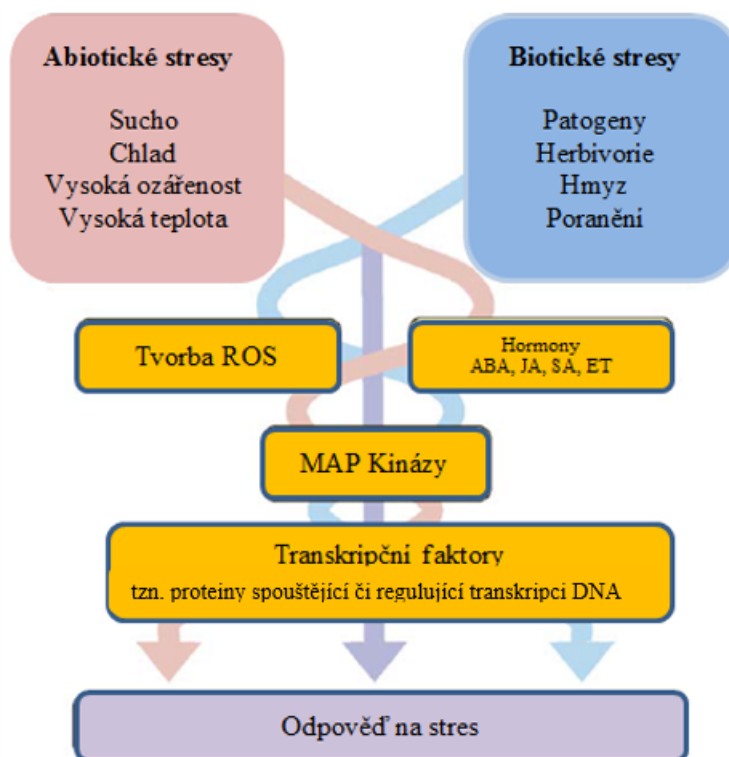 Abiotické stresy
Sucho
Chlad
Vysoká ozářenost
Vysoká teplota
Biotické stresy
Patogeny
Herbivorie
Hmyz
Poranění
Tvorba ROS
Hormony
ABA, JA, SA, ET
MAP Kinázy
Transkripční faktory
tzn. proteiny spouštějící či regulující transkripci DNA
Odpověď na stres